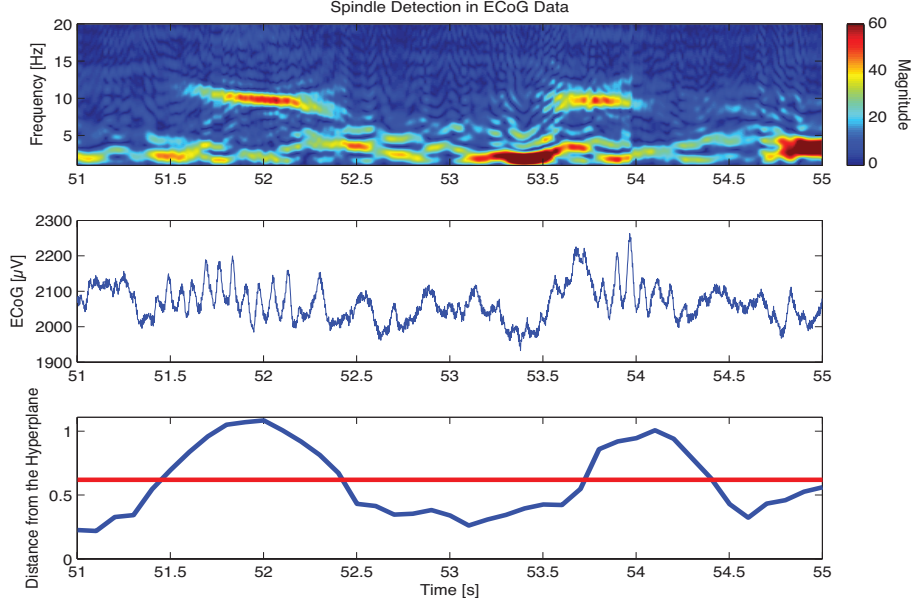 Spindle Detection in ECoG Data
Frequency [Hz]
20
15
10
5
51 51.5 52 52.5 53 53.5 54 54.5 55
60
40
20
0
Magnitude
ECoG [µV]
2300
2200
2100
2000
1900
51 51.5 52 52.5 53 53.5 54 54.5 55
Distance from the Hyperplane
1
0.5
0
51 51.5 52 52.5 53 53.5 54 54.5 55
Time [s]